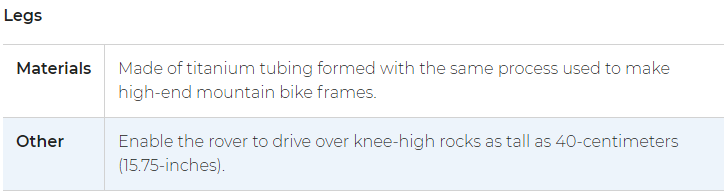 Legs
Materials
Made of titanium tubing formed with the same process used to make
high-end mountain bike frames.
Other
Enable the rover to drive over knee-high rocks as tall as 40-centimeters
(15.75-inches).